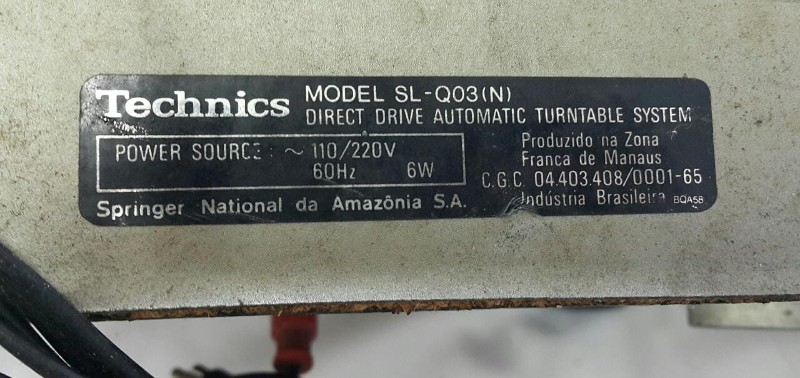 Technics MODEL SL-Q03(N)
DIRECT DRIVE AUTOMATIC TURNTABLE SYSTEM
POWER SOURCE : ~ 110/220V
60Hz 6W
Produzido na Zona
Franca de Manaus
C.G.C. 04.403.408/0001-65
Springer National da Amazônia S.A.
Indústria Brasileira BQA58